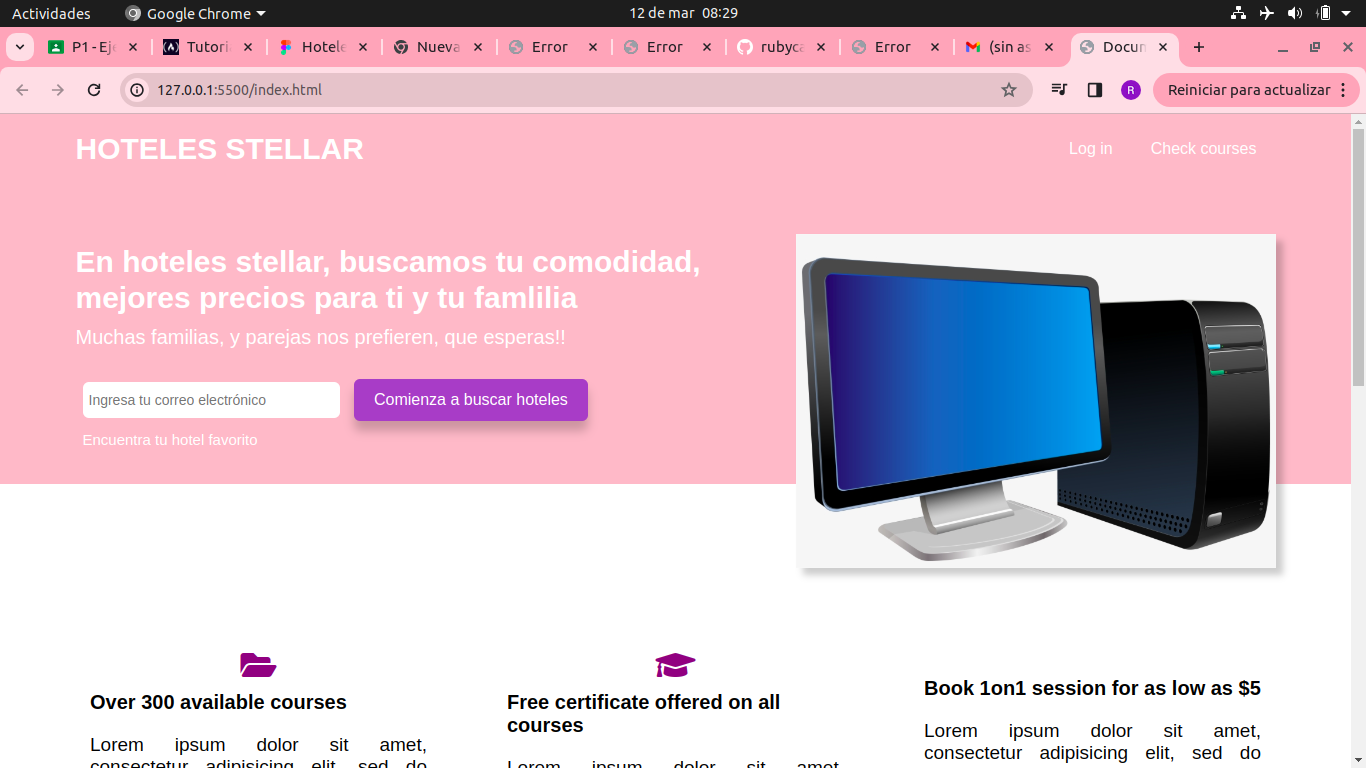 Actividades
Google Chrome
12 de mar 08:29
P1 - Eje
Tutori
Hotele
Nueva
Error
Error
rubyca
Error
(sin as
Docun
127.0.0.1:5500/index.html
R
Reiniciar para actualizar
HOTELES STELLAR
Log in
Check courses
En hoteles stellar, buscamos tu comodidad,
mejores precios para ti y tu famlilia
Muchas familias, y parejas nos prefieren, que esperas!!
Ingresa tu correo electrónico
Comienza a buscar hoteles
Encuentra tu hotel favorito
Over 300 available courses
Lorem ipsum dolor sit amet,
consectetur adipisicing elit, sed do
Free certificate offered on all
courses
Lorem ipsum dolor sit amet,
Book 1on1 session for as low as $5
Lorem ipsum dolor sit amet,
consectetur adipisicing elit, sed do